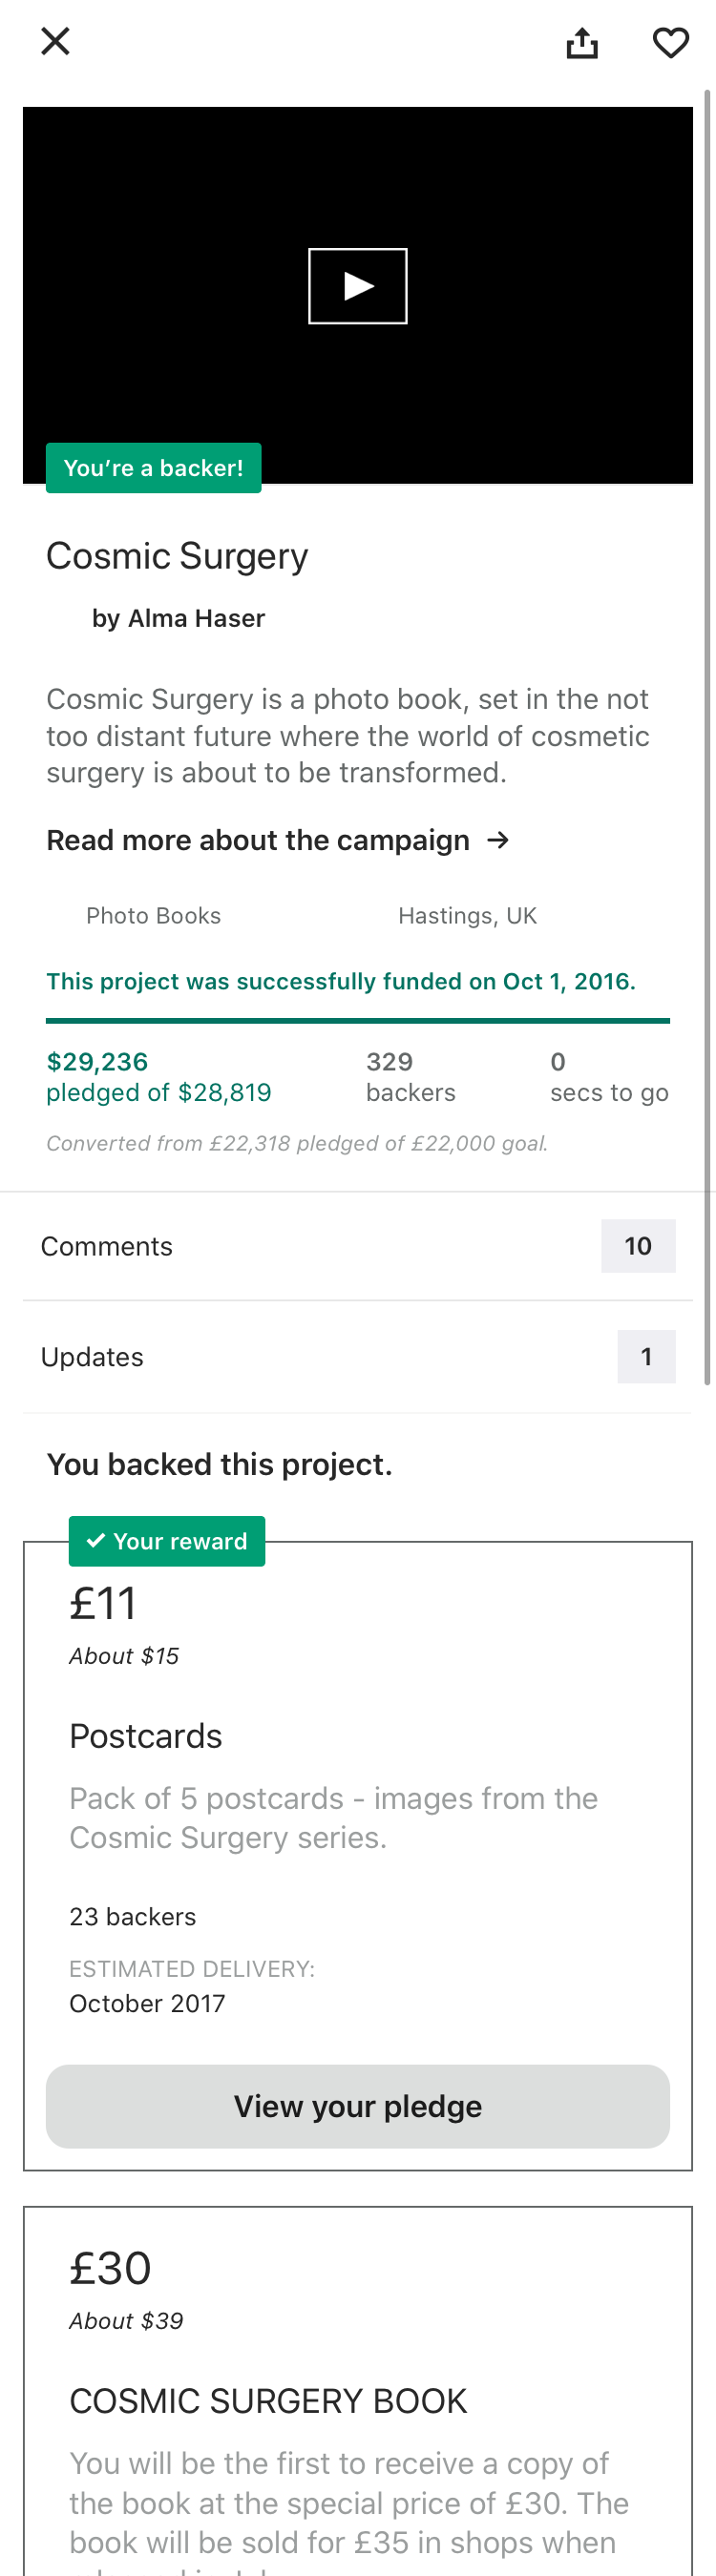 You’re a backer!
Cosmic Surgery
by Alma Haser
Cosmic Surgery is a photo book, set in the not
too distant future where the world of cosmetic
surgery is about to be transformed.
Read more about the campaign →
Photo Books
Hastings, UK
This project was successfully funded on Oct 1, 2016.
$29,236
pledged of $28,819
329
backers
0
secs to go
Converted from £22,318 pledged of £22,000 goal.
Comments
10
Updates
1
You backed this project.
✓ Your reward
£11
About $15
Postcards
Pack of 5 postcards - images from the
Cosmic Surgery series.
23 backers
ESTIMATED DELIVERY:
October 2017
View your pledge
£30
About $39
COSMIC SURGERY BOOK
You will be the first to receive a copy of
the book at the special price of £30. The
book will be sold for £35 in shops when